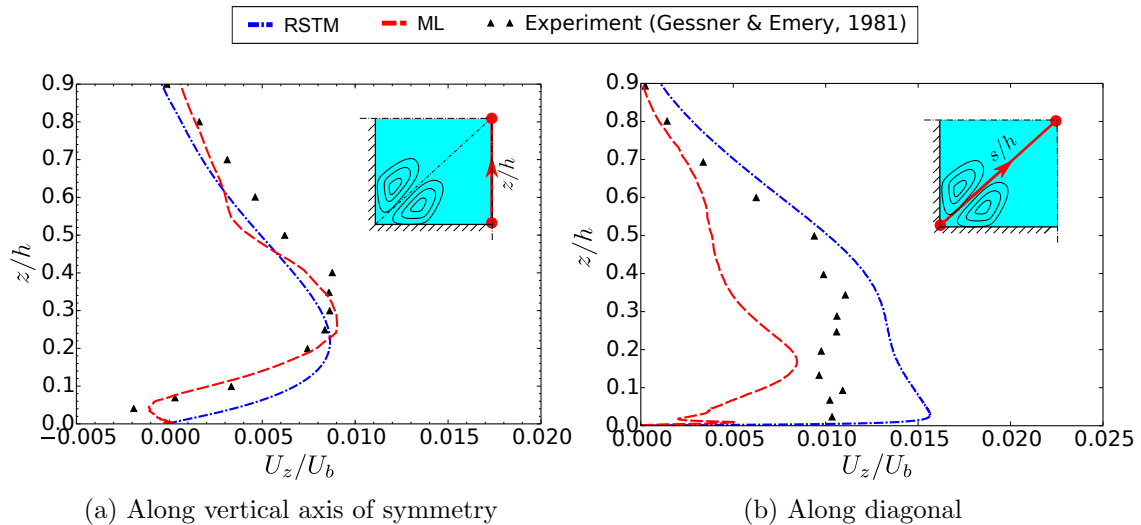 RSTM ML Experiment (Gessner & Emery, 1981)
0.9
0.8
0.7
0.6
0.5
0.4
0.3
0.2
0.1
0.0
z/h
−0.005 0.000 0.005 0.010 0.015 0.020
U_z/U_b
z/h
(a) Along vertical axis of symmetry
0.9
0.8
0.7
0.6
0.5
0.4
0.3
0.2
0.1
0.0
z/h
0.000 0.005 0.010 0.015 0.020 0.025
U_z/U_b
s/h
(b) Along diagonal